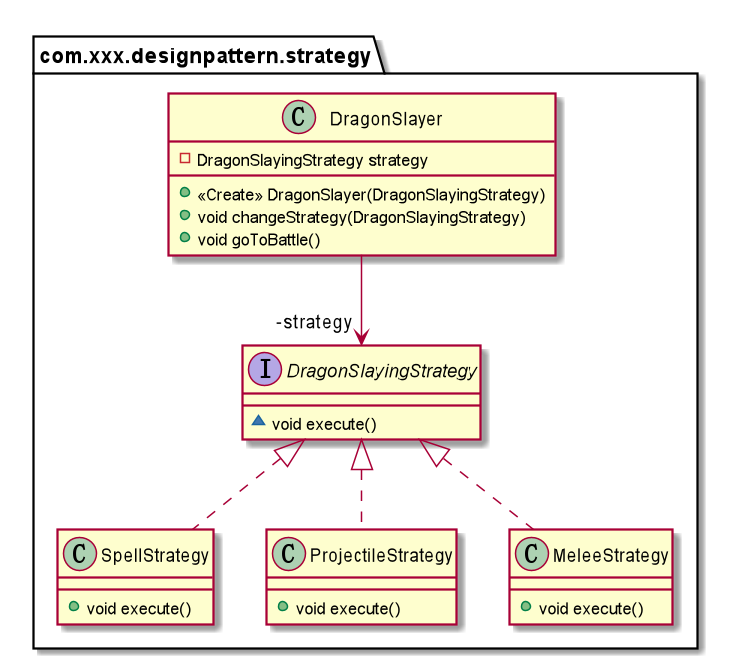 com.xxx.designpattern.strategy
C DragonSlayer
DragonSlayingStrategy strategy
«Create» DragonSlayer(DragonSlayingStrategy)
void changeStrategy(DragonSlayingStrategy)
void goToBattle()
-strategy
I DragonSlayingStrategy
void execute()
C SpellStrategy
void execute()
C ProjectileStrategy
void execute()
C MeleeStrategy
void execute()